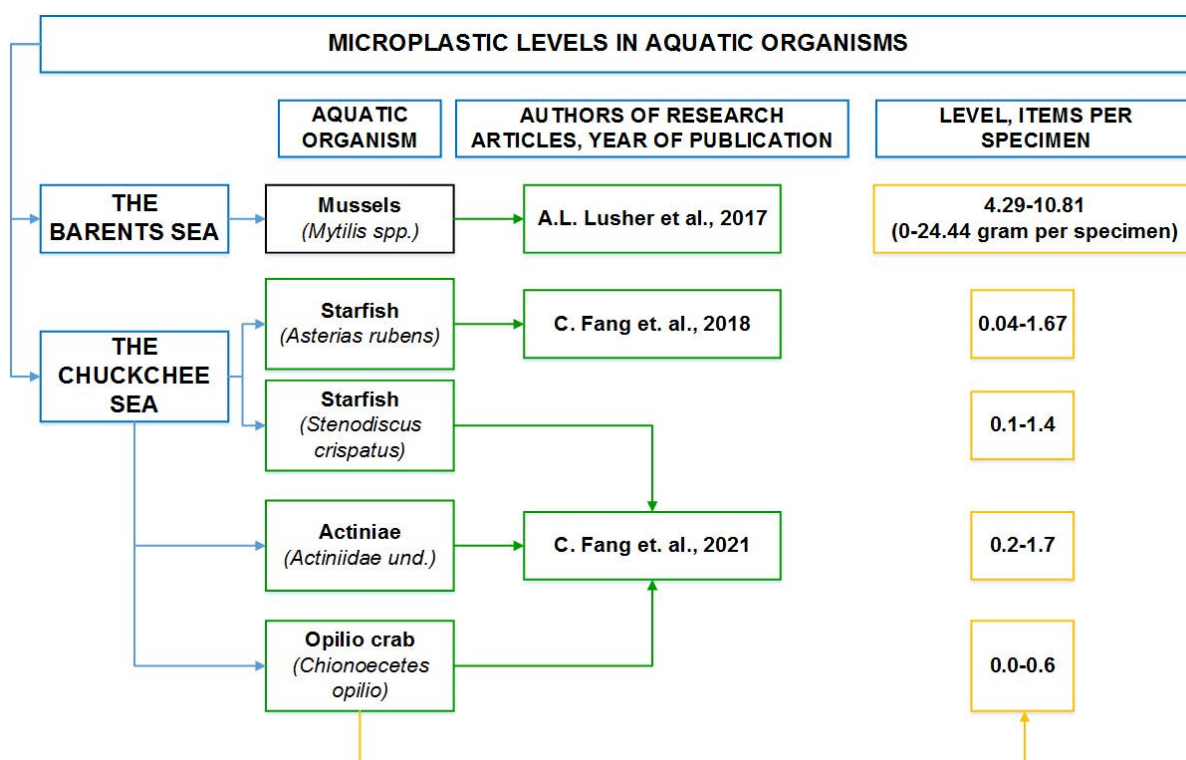 MICROPLASTIC LEVELS IN AQUATIC ORGANISMS
AQUATIC
ORGANISM
AUTHORS OF RESEARCH
ARTICLES, YEAR OF PUBLICATION
LEVEL, ITEMS PER
SPECIMEN
THE
BARENTS SEA
Mussels
(Mytilis spp.)
A.L. Lusher et al., 2017
4.29-10.81
(0-24.44 gram per specimen)
THE
CHUCKCHEE
SEA
Starfish
(Asterias rubens)
C. Fang et. al., 2018
0.04-1.67
Starfish
(Stenodiscus
crispatus)
0.1-1.4
Actiniae
(Actiniidae und.)
C. Fang et. al., 2021
0.2-1.7
Opilio crab
(Chionoecetes
opilio)
0.0-0.6